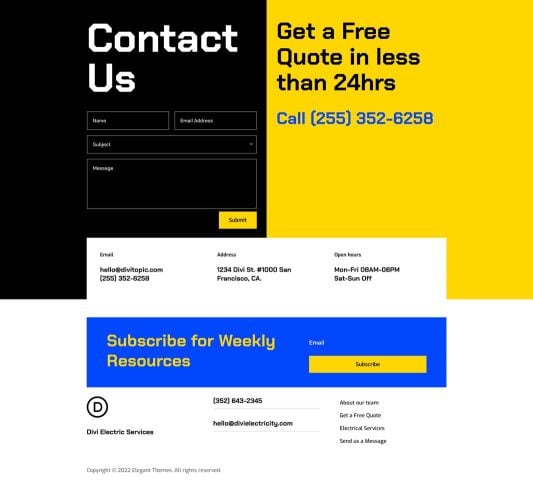 Contact
Us
Name
Email Address
Subject
Message
Submit
Get a Free
Quote in less
than 24hrs
Call (255) 352-6258
Email
hello@divitopic.com
(255) 352-6258
Address
1234 Divi St. #1000 San
Francisco, CA.
Open hours
Mon-Fri 08AM-06PM
Sat-Sun Off
Subscribe for Weekly
Resources
Email
Subscribe
D
Divi Electric Services
(352) 643-2345
hello@divielectricity.com
About our team
Get a Free Quote
Electrical Services
Send us a Message
Copyright © 2022 Elegant Themes. All rights reserved.